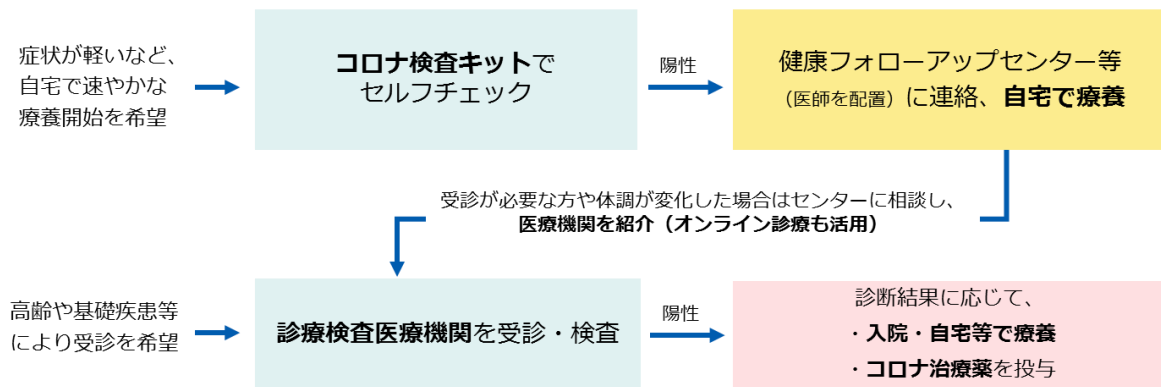 症状が軽いなど、
自宅で速やかな
療養開始を希望
コロナ検査キットで
セルフチェック
陽性
健康フォローアップセンター等
（医師を配置）に連絡、自宅で療養
受診が必要な方や体調が変化した場合はセンターに相談し、
医療機関を紹介（オンライン診療も活用）
高齢や基礎疾患等
により受診を希望
診療検査医療機関を受診・検査
陽性
診断結果に応じて、
・入院・自宅等で療養
・コロナ治療薬を投与